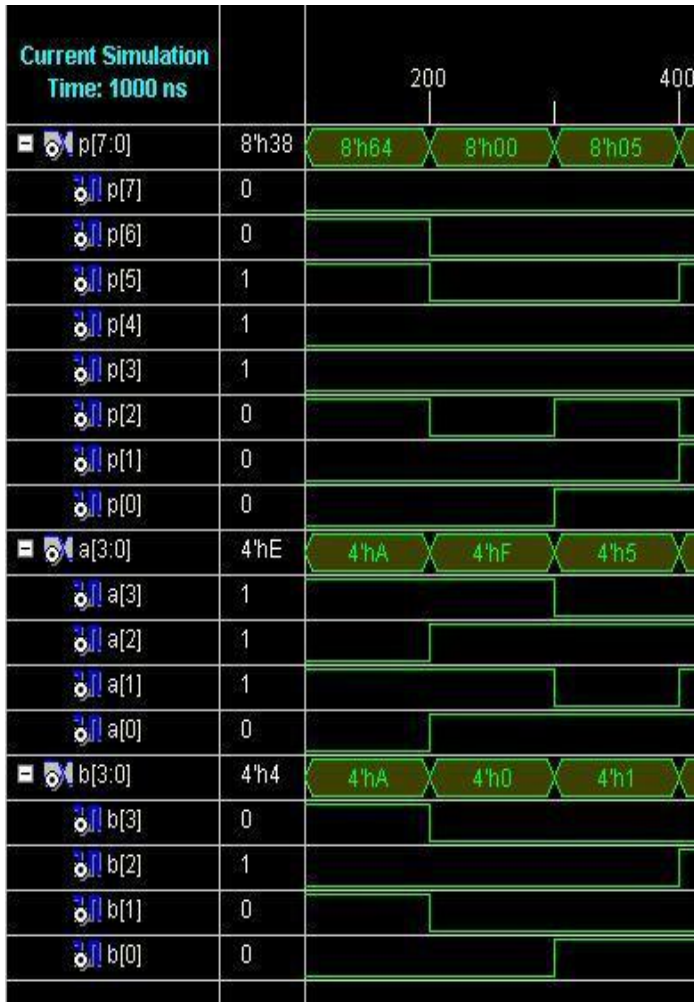 Current Simulation
Time: 1000 ns
200
400
p[7:0] 8'h38 8'h64 8'h00 8'h05
p[7] 0
p[6] 0
p[5] 1
p[4] 1
p[3] 1
p[2] 0
p[1] 0
p[0] 0
a[3:0] 4'hE 4'hA 4'hF 4'h5
a[3] 1
a[2] 1
a[1] 1
a[0] 0
b[3:0] 4'h4 4'hA 4'h0 4'h1
b[3] 0
b[2] 1
b[1] 0
b[0] 0